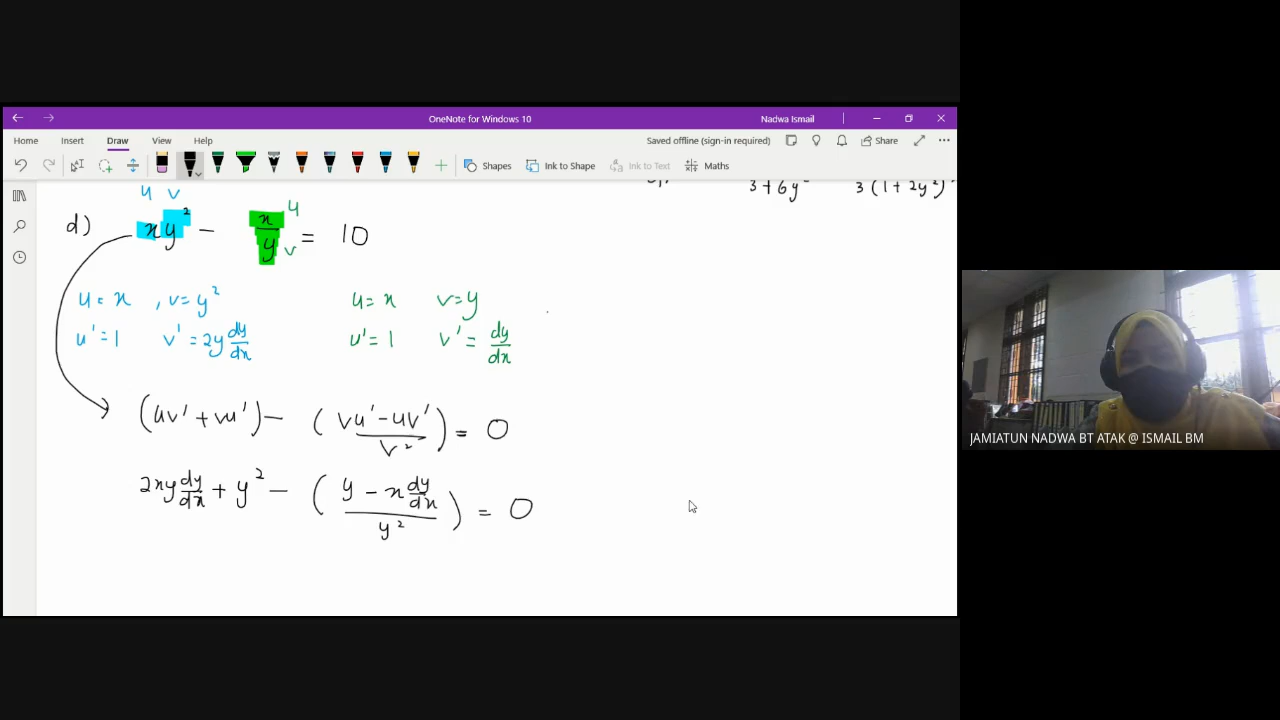 OneNote for Windows 10
Nadwa Ismail
Home Insert Draw View Help
Saved offline (sign-in required)
Share
Shapes
Ink to Shape
Ink to Text
Maths
3 + 6y²
3 (1 + 2y²)²
u v
d) xy² - x/y = 10
u
v
u = x , v = y²
u' = 1 v' = 2y dy/dx
u = x v = y
u' = 1 v' = dy/dx
(uv' + vu') - ( (vu' - uv') / v² ) = 0
2xy dy/dx + y² - ( (y - x dy/dx) / y² ) = 0
JAMIATUN NADWA BT ATAK @ ISMAIL BM